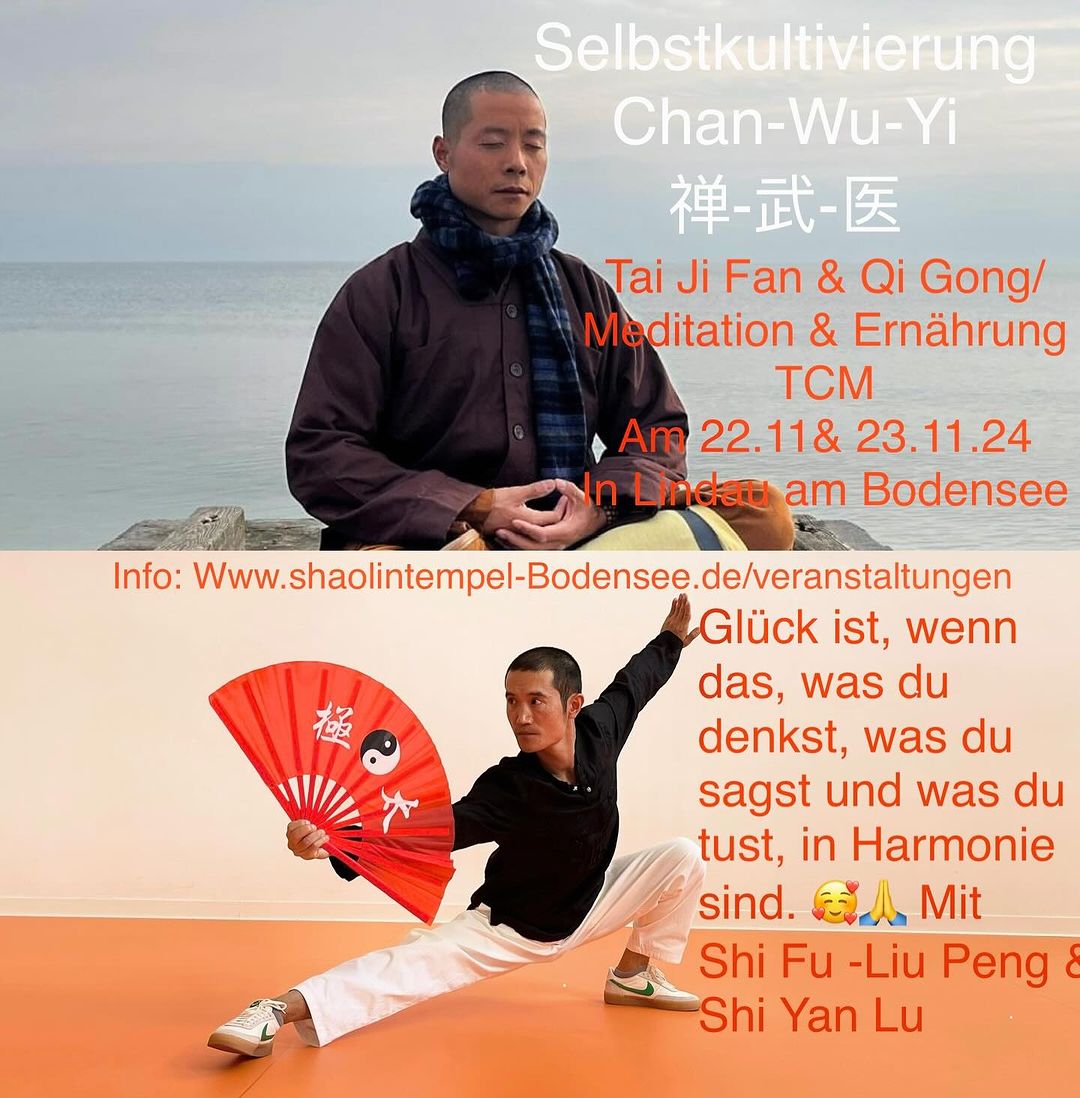 Selbstkultivierung
Chan-Wu-Yi
禅-武-医
Tai Ji Fan & Qi Gong/
Meditation & Ernährung
TCM
Am 22.11& 23.11.24
In Lindau am Bodensee
Info: Www.shaolintempel-Bodensee.de/veranstaltungen
Glück ist, wenn
das, was du
denkst, was du
sagst und was du
tust, in Harmonie
sind. 🥰🙏 Mit
Shi Fu -Liu Peng &
Shi Yan Lu
極
太